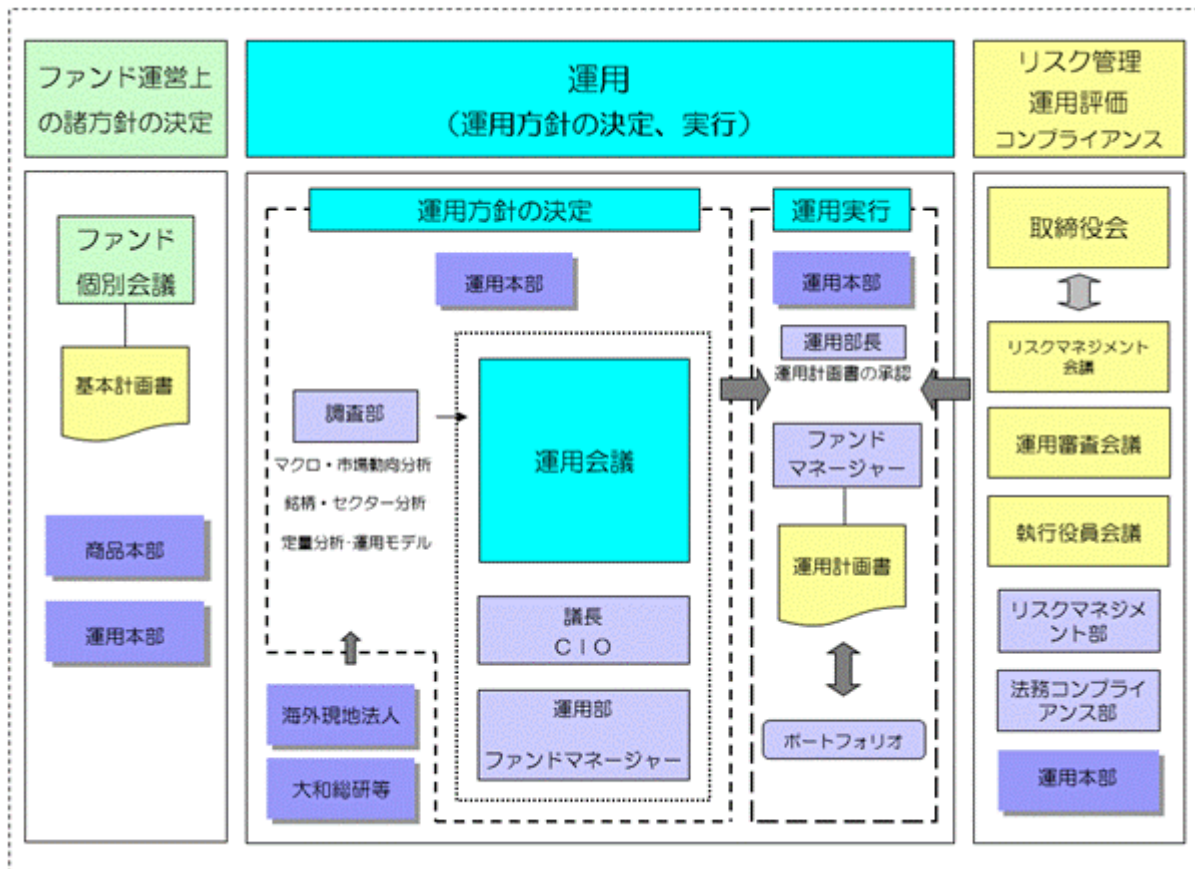 ファンド運営上
の諸方針の決定
運用
（運用方針の決定、実行）
リスク管理
運用評価
コンプライアンス
ファンド
個別会議
基本計画書
商品本部
運用本部
運用方針の決定
運用本部
調査部
マクロ・市場動向分析
銘柄・セクター分析
定量分析・運用モデル
海外現地法人
大和総研等
運用会議
議長
ＣＩＯ
運用部
ファンドマネージャー
運用実行
運用本部
運用部長
運用計画書の承認
ファンド
マネージャー
運用計画書
ポートフォリオ
取締役会
リスクマネジメント
会議
運用審査会議
執行役員会議
リスクマネジメ
ント部
法務コンプライ
アンス部
運用本部